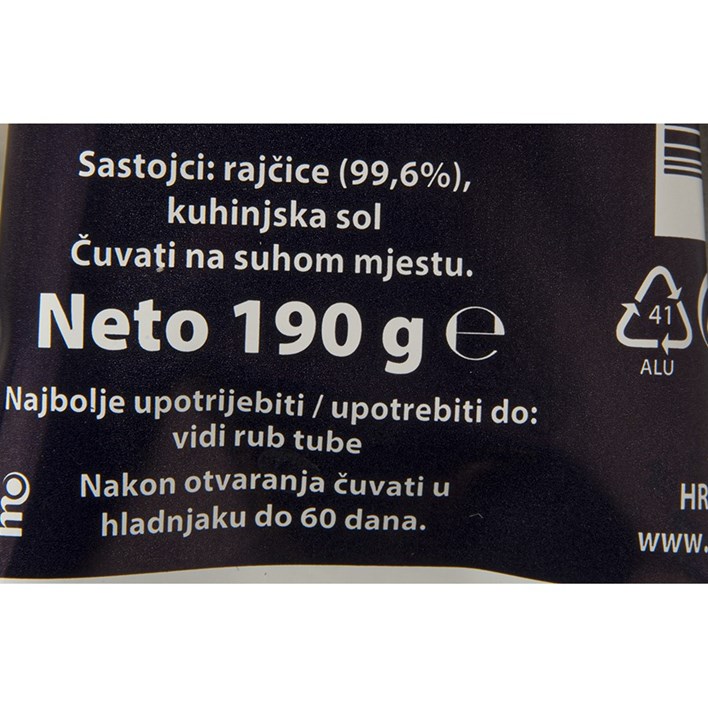 Sastojci: rajčice (99,6%),
kuhinjska sol
Čuvati na suhom mjestu.
Neto 190 g ℮
41
ALU
Najbolje upotrijebiti / upotrebiti do:
vidi rub tube
Nakon otvaranja čuvati u
hladnjaku do 60 dana.
HR
www.